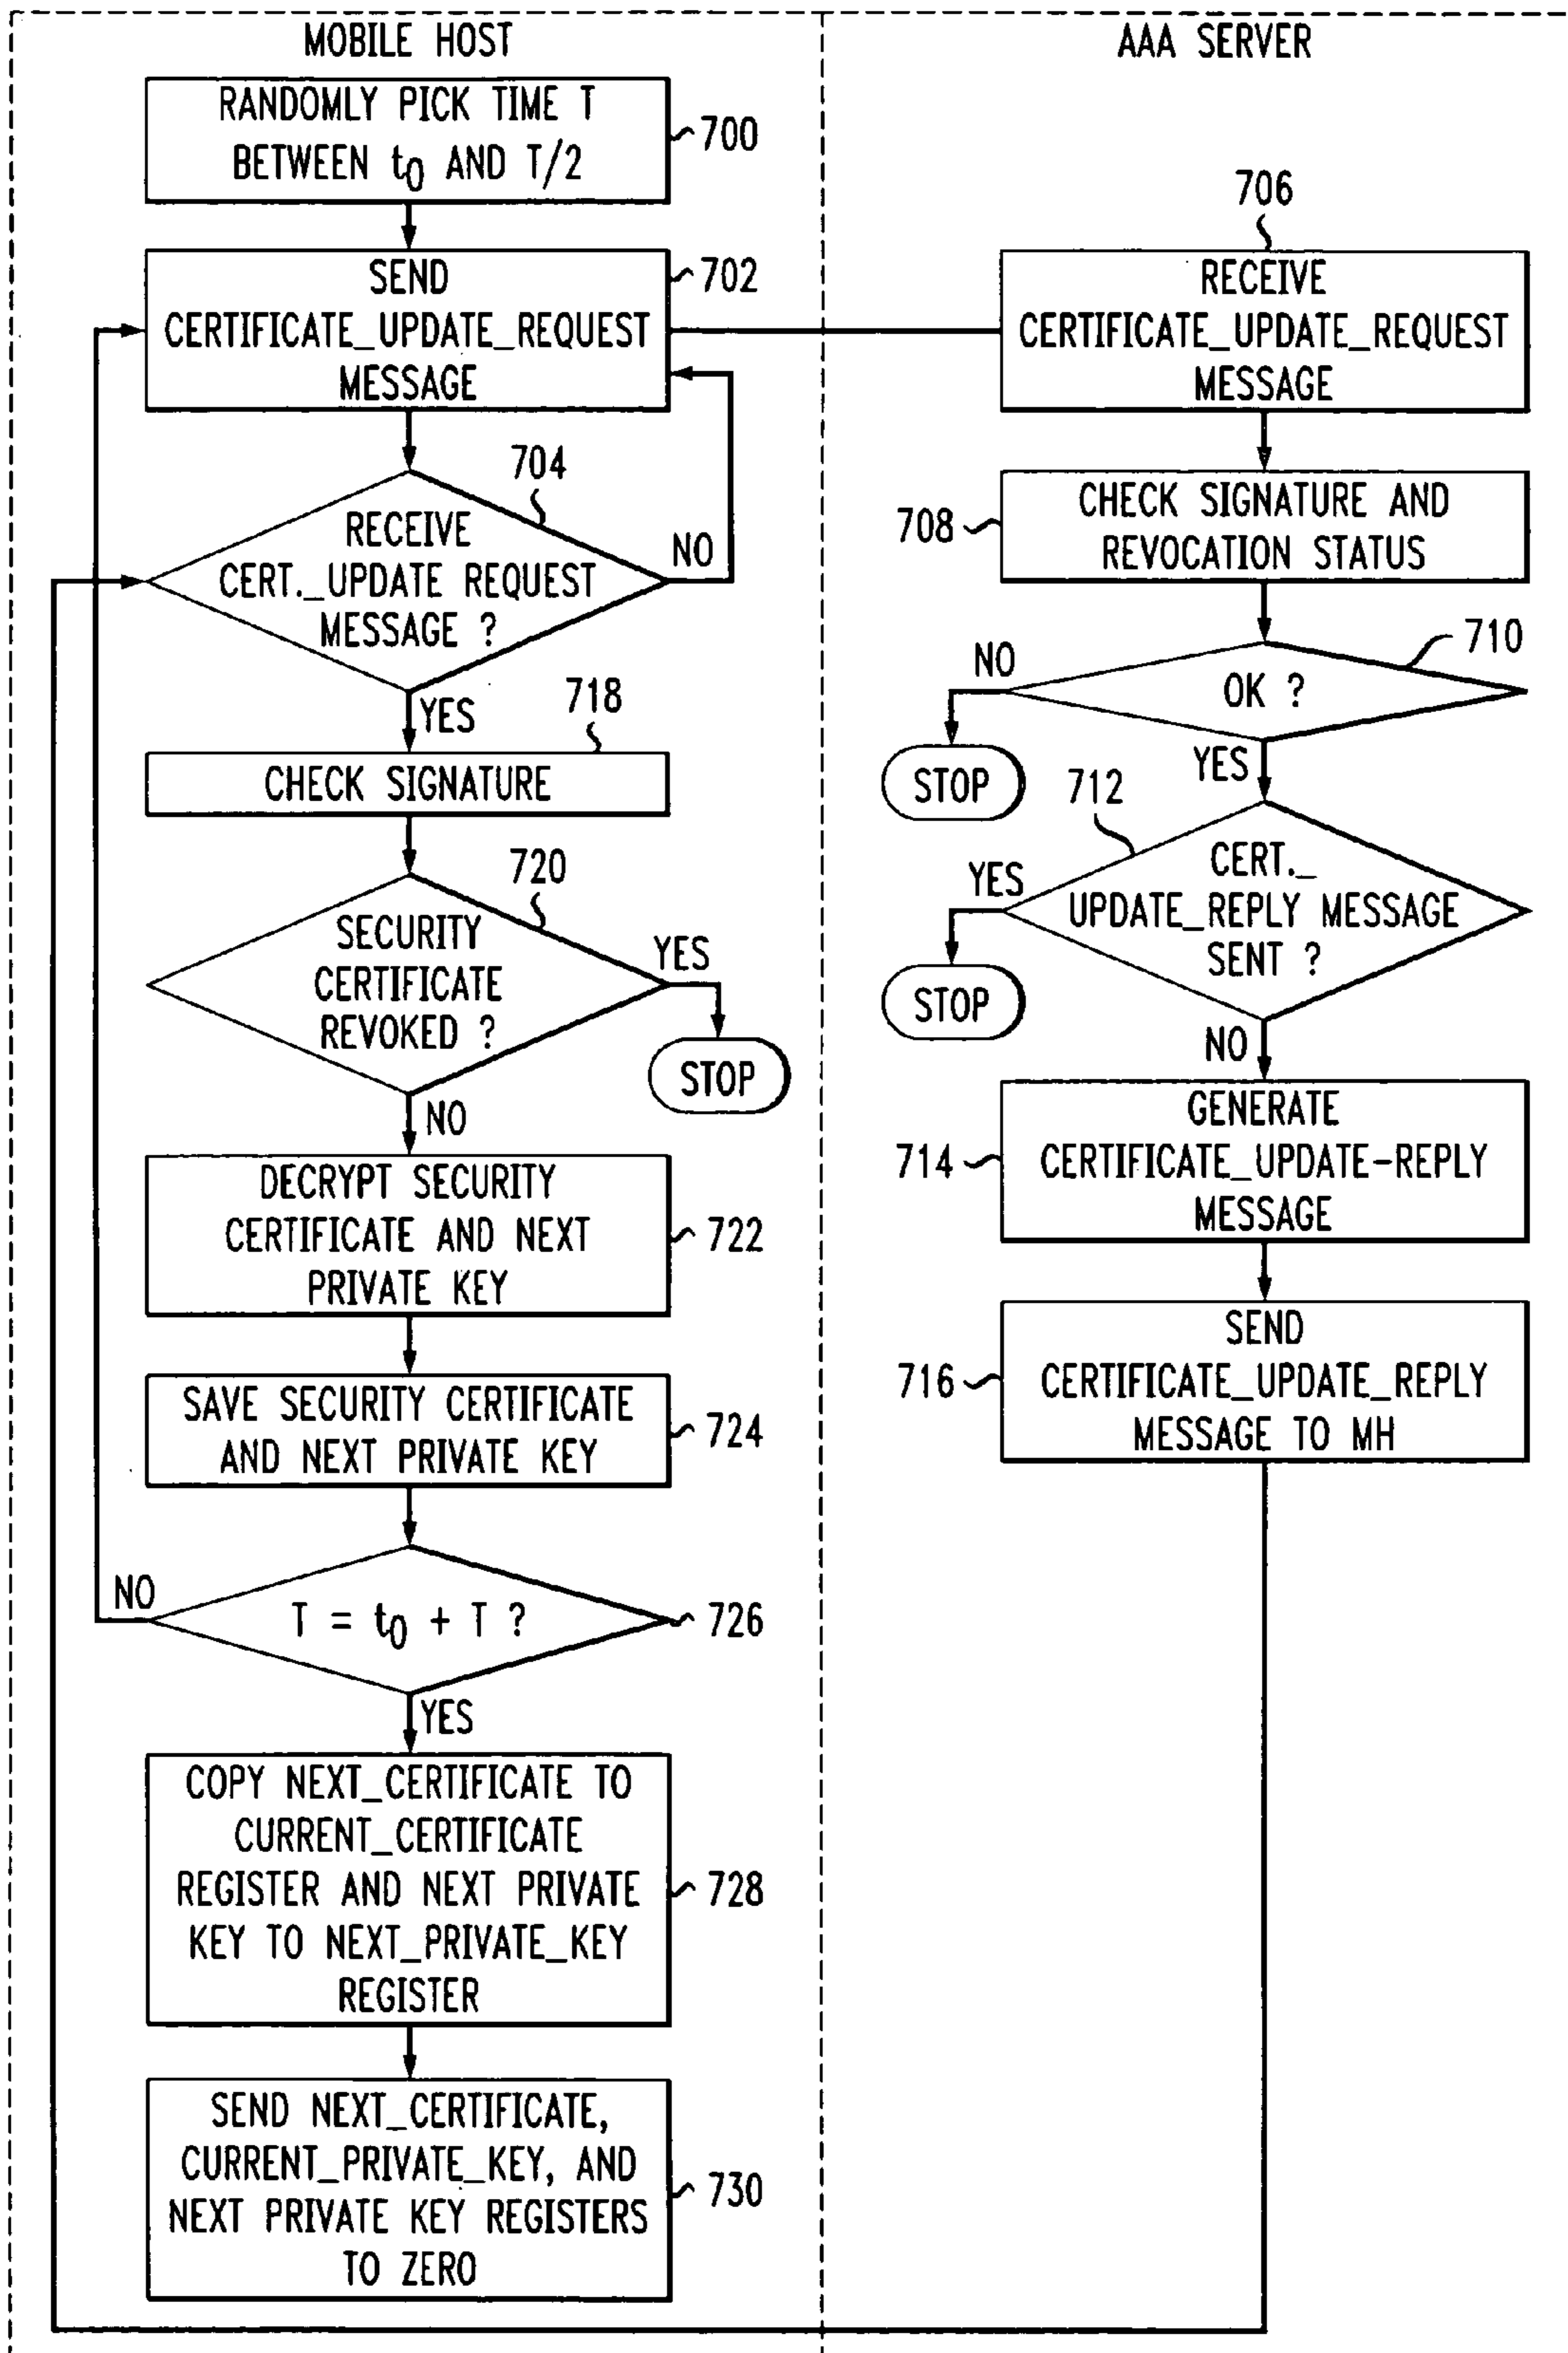 MOBILE HOST
RANDOMLY PICK TIME T
BETWEEN t0 AND T/2
700
SEND
CERTIFICATE_UPDATE_REQUEST
MESSAGE
702
704
RECEIVE
CERT._UPDATE REQUEST
MESSAGE ?
NO
YES
718
CHECK SIGNATURE
720
SECURITY
CERTIFICATE
REVOKED ?
YES
STOP
NO
DECRYPT SECURITY
CERTIFICATE AND NEXT
PRIVATE KEY
722
SAVE SECURITY CERTIFICATE
AND NEXT PRIVATE KEY
724
NO
T = t0 + T ?
726
YES
COPY NEXT_CERTIFICATE TO
CURRENT_CERTIFICATE
REGISTER AND NEXT PRIVATE
KEY TO NEXT_PRIVATE_KEY
REGISTER
728
SEND NEXT_CERTIFICATE,
CURRENT_PRIVATE_KEY, AND
NEXT PRIVATE KEY REGISTERS
TO ZERO
730
AAA SERVER
706
RECEIVE
CERTIFICATE_UPDATE_REQUEST
MESSAGE
708
CHECK SIGNATURE AND
REVOCATION STATUS
710
NO
OK ?
STOP
YES
712
YES
CERT._
UPDATE_REPLY MESSAGE
SENT ?
STOP
NO
714
GENERATE
CERTIFICATE_UPDATE-REPLY
MESSAGE
716
SEND
CERTIFICATE_UPDATE_REPLY
MESSAGE TO MH